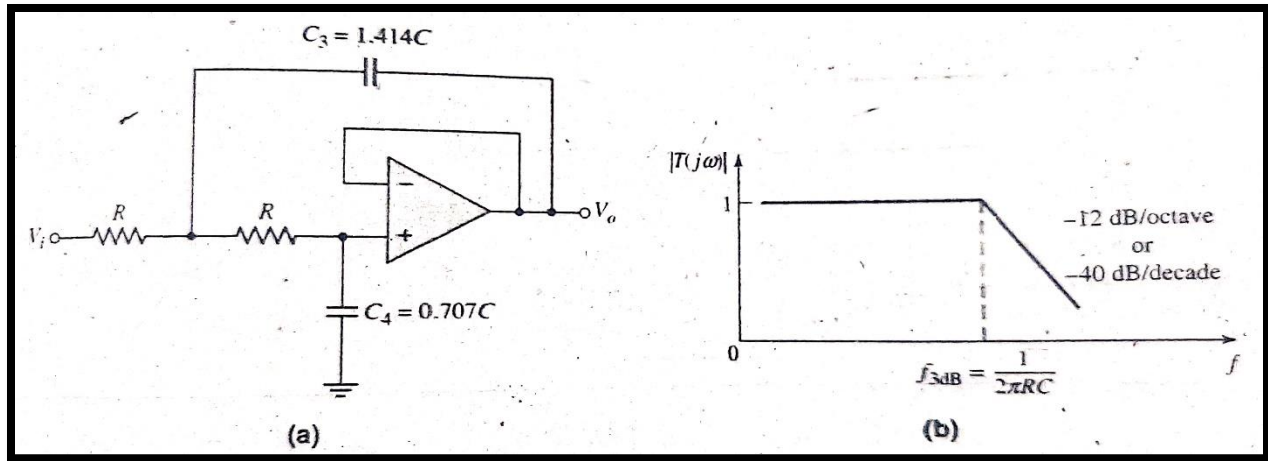 C₃ = 1.414C
R
R
Vᵢ
−
+
Vₒ
C₄ = 0.707C
(a)
|T(jω)|
1
−12 dB/octave
or
−40 dB/decade
0
f₃dB = 1/2πRC
f
(b)